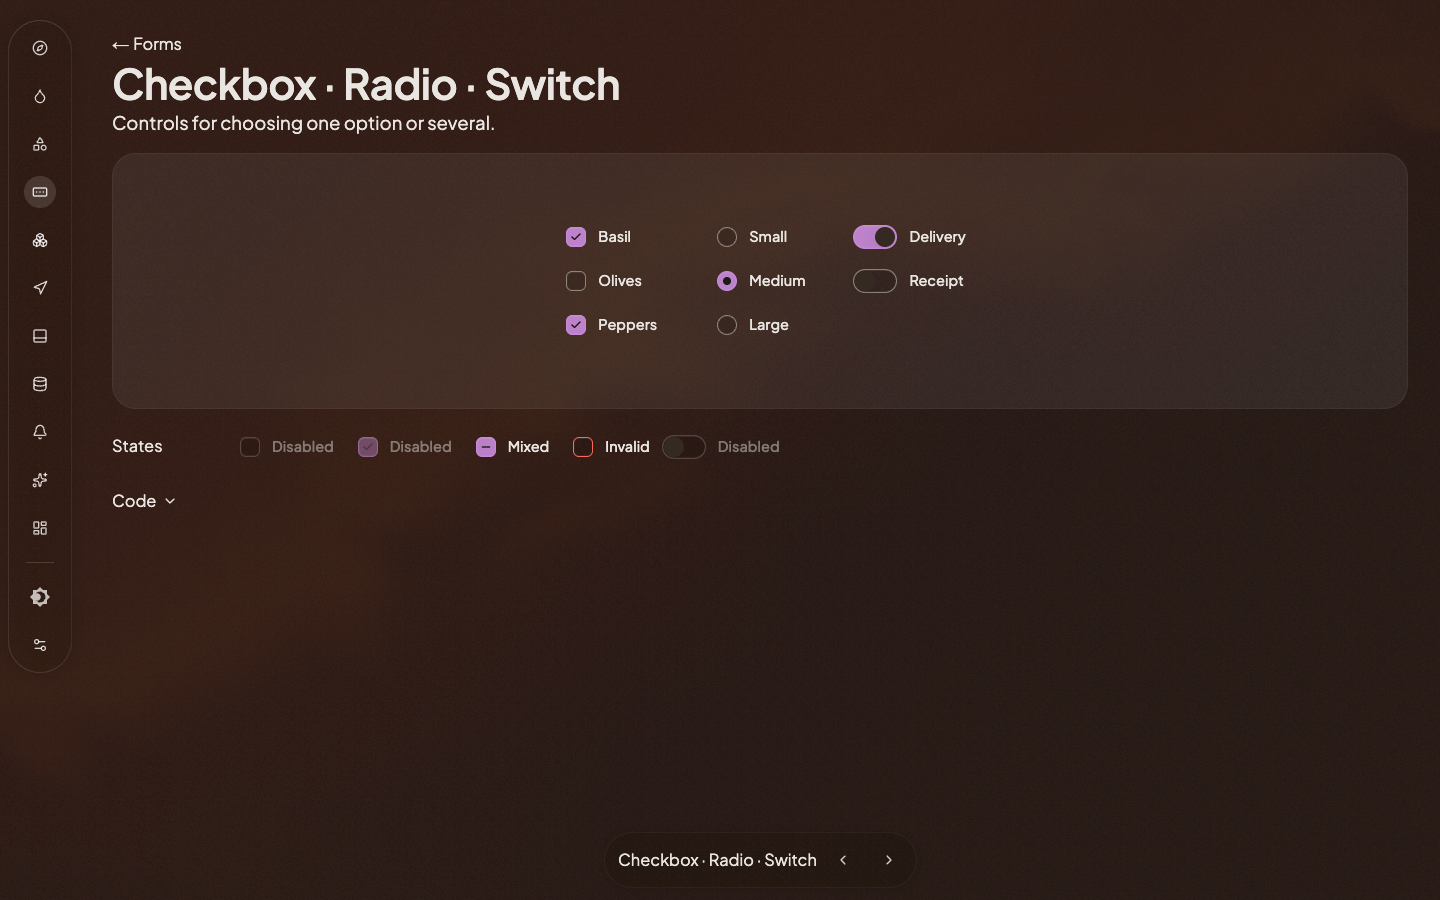 ← Forms
Checkbox · Radio · Switch
Controls for choosing one option or several.
Basil
Small
Delivery
Olives
Medium
Receipt
Peppers
Large
States
Disabled
Disabled
Mixed
Invalid
Disabled
Code
Checkbox · Radio · Switch